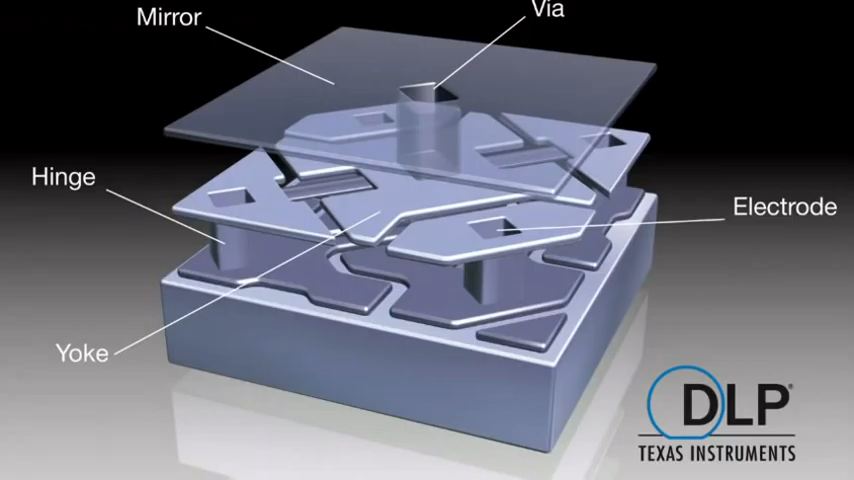 Mirror
Via
Hinge
Electrode
Yoke
DLP®
TEXAS INSTRUMENTS